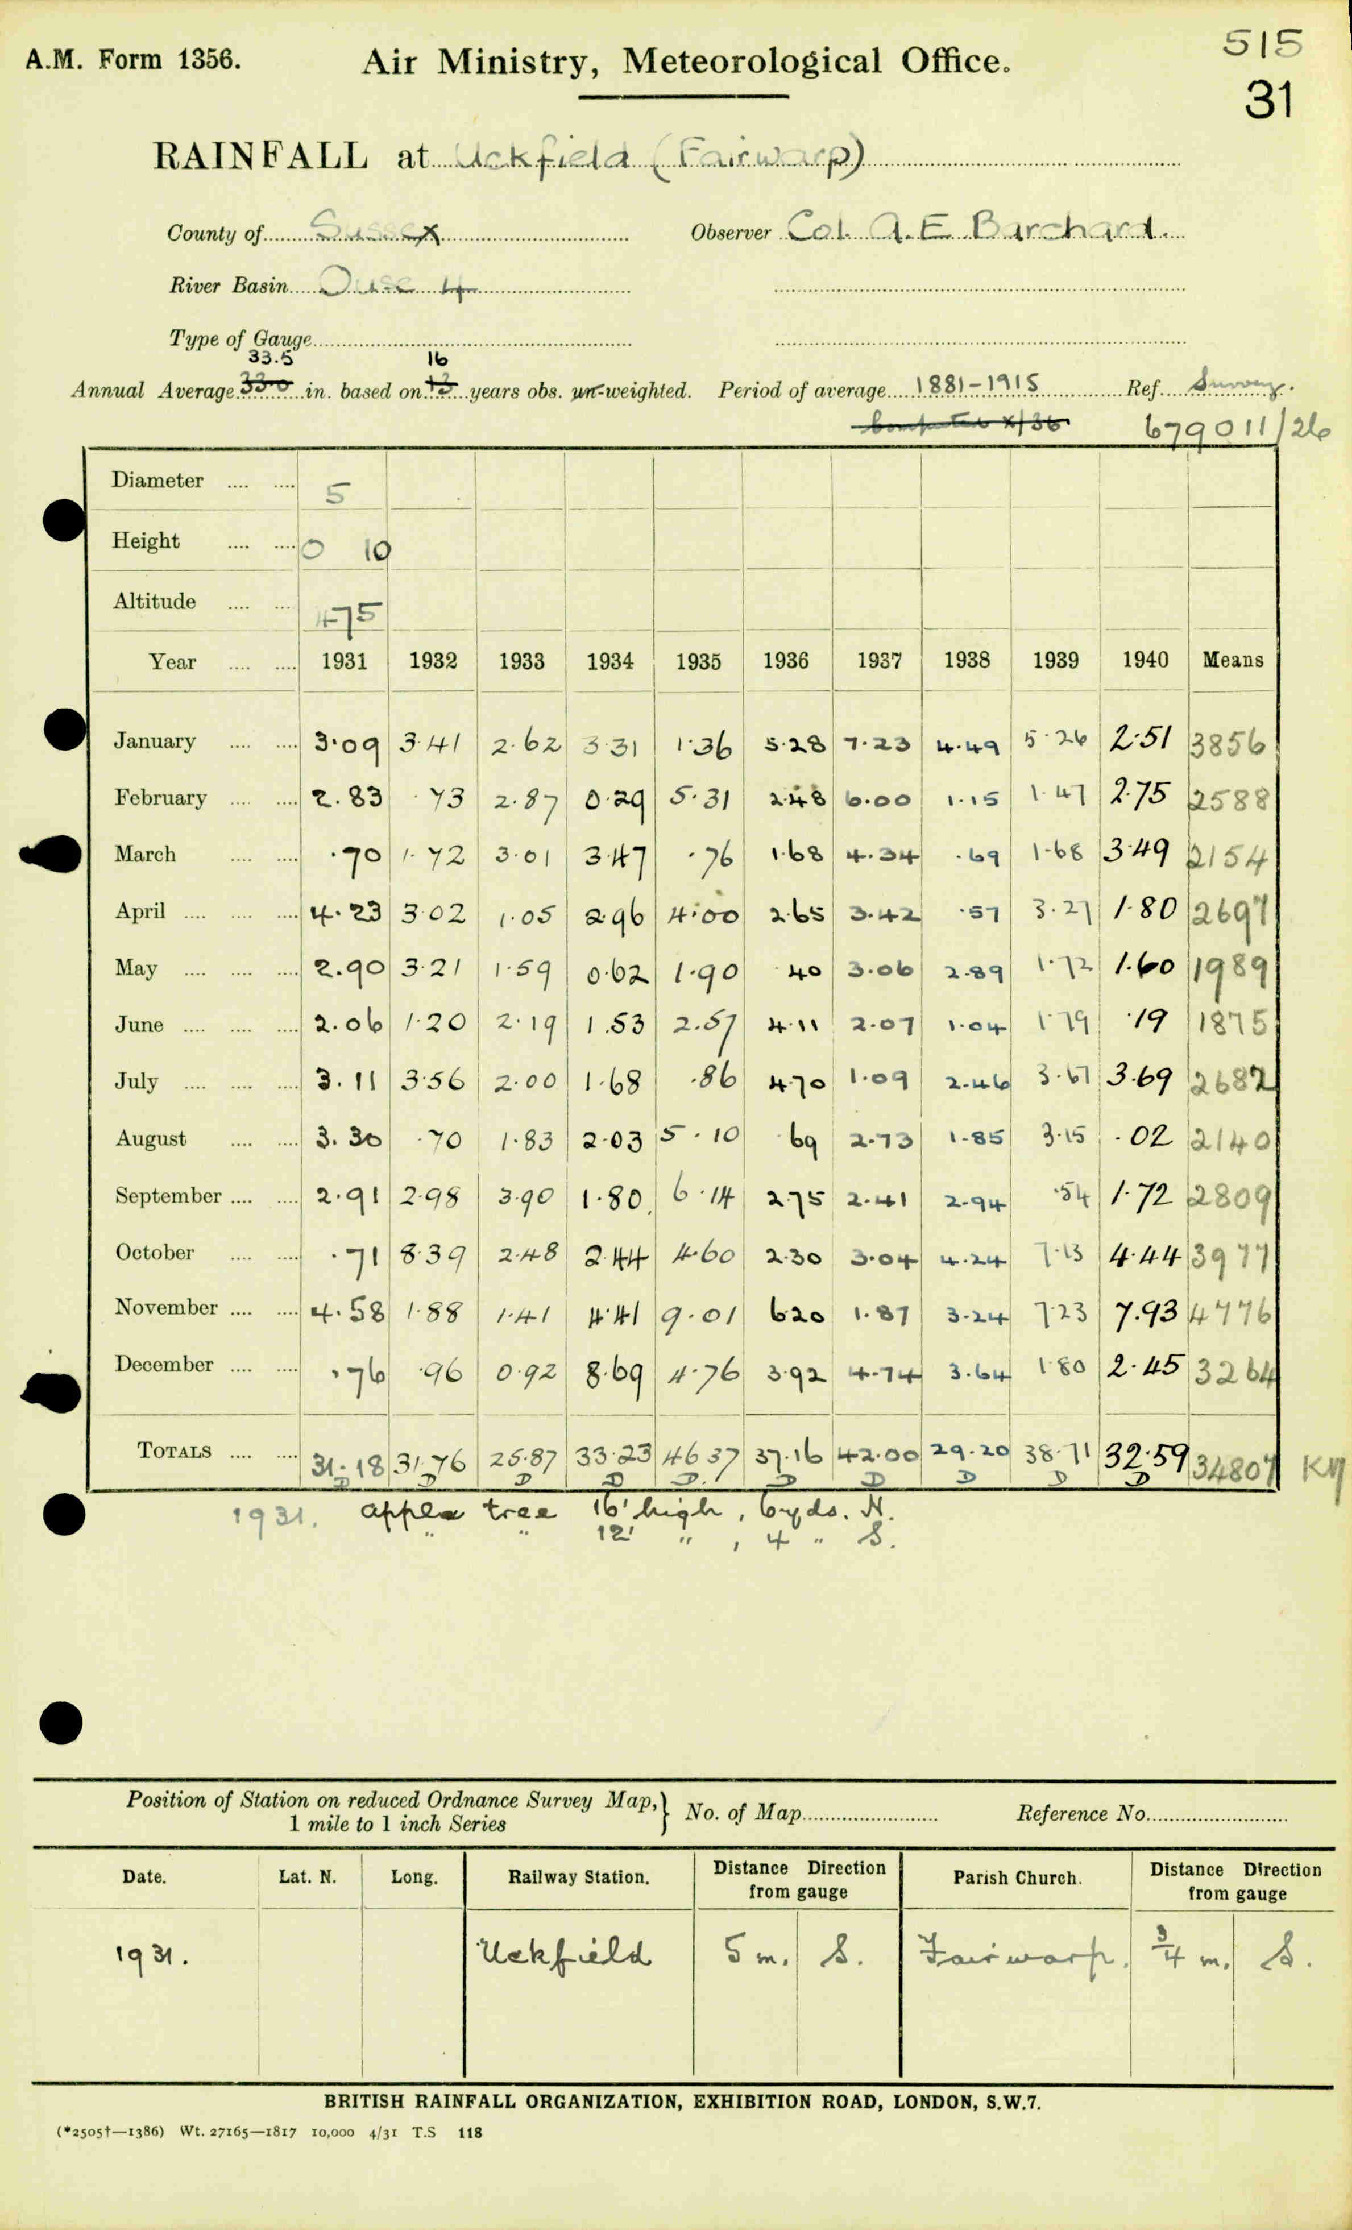 A.M. Form 1356.
Air Ministry, Meteorological Office.
515
31
RAINFALL at Uckfield (Fairwarp)
County of Sussex
Observer Col. A.E. Barchard.
River Basin Ouse 4
Type of Gauge
33.5 16
Annual Average 33.0 in. based on 13 years obs. un-weighted. Period of average 1881-1915 Ref. Survey.
679011/26
Diameter 5
Height 0 10
Altitude 475
Year 1931 1932 1933 1934 1935 1936 1937 1938 1939 1940 Means
January 3.09 3.41 2.62 3.31 1.36 5.28 7.23 4.49 5.26 2.51 3856
February 2.83 .73 2.87 0.29 5.31 2.48 6.00 1.15 1.47 2.75 2588
March .70 1.72 3.01 3.47 .76 1.68 4.34 .69 1.68 3.49 2154
April 4.23 3.02 1.05 2.96 4.00 2.65 3.42 .57 3.27 1.80 2697
May 2.90 3.21 1.59 0.62 1.90 .40 3.06 2.89 1.72 1.60 1989
June 2.06 1.20 2.19 1.53 2.57 4.11 2.07 1.04 1.79 .19 1875
July 3.11 3.56 2.00 1.68 .86 4.70 1.09 2.46 3.67 3.69 2682
August 3.30 .70 1.83 2.03 5.10 .69 2.73 1.85 3.15 .02 2140
September 2.91 2.98 3.90 1.80 6.14 2.75 2.41 2.94 .54 1.72 2809
October .71 8.39 2.48 2.44 4.60 2.30 3.04 4.24 7.13 4.44 3977
November 4.58 1.88 1.41 4.41 9.01 6.20 1.87 3.24 7.23 7.93 4776
December .76 .96 0.92 8.69 4.76 3.92 4.74 3.64 1.80 2.45 3264
TOTALS 31.18 31.76 25.87 33.23 46.37 37.16 42.00 29.20 38.71 32.59 34807
D D D D D D D D D D
1931. apple tree 16' high, 6 yds. N.
" " 12' " , 4 " S.
Position of Station on reduced Ordnance Survey Map, } No. of Map Reference No.
1 mile to 1 inch Series
Date. Lat. N. Long. Railway Station. Distance Direction from gauge Parish Church. Distance Direction from gauge
1931. Uckfield 5 m. S. Fairwarp. 3/4 m. S.
BRITISH RAINFALL ORGANIZATION, EXHIBITION ROAD, LONDON, S.W.7.
(*2505†—1386) Wt. 27165—1817 10,000 4/31 T.S 118